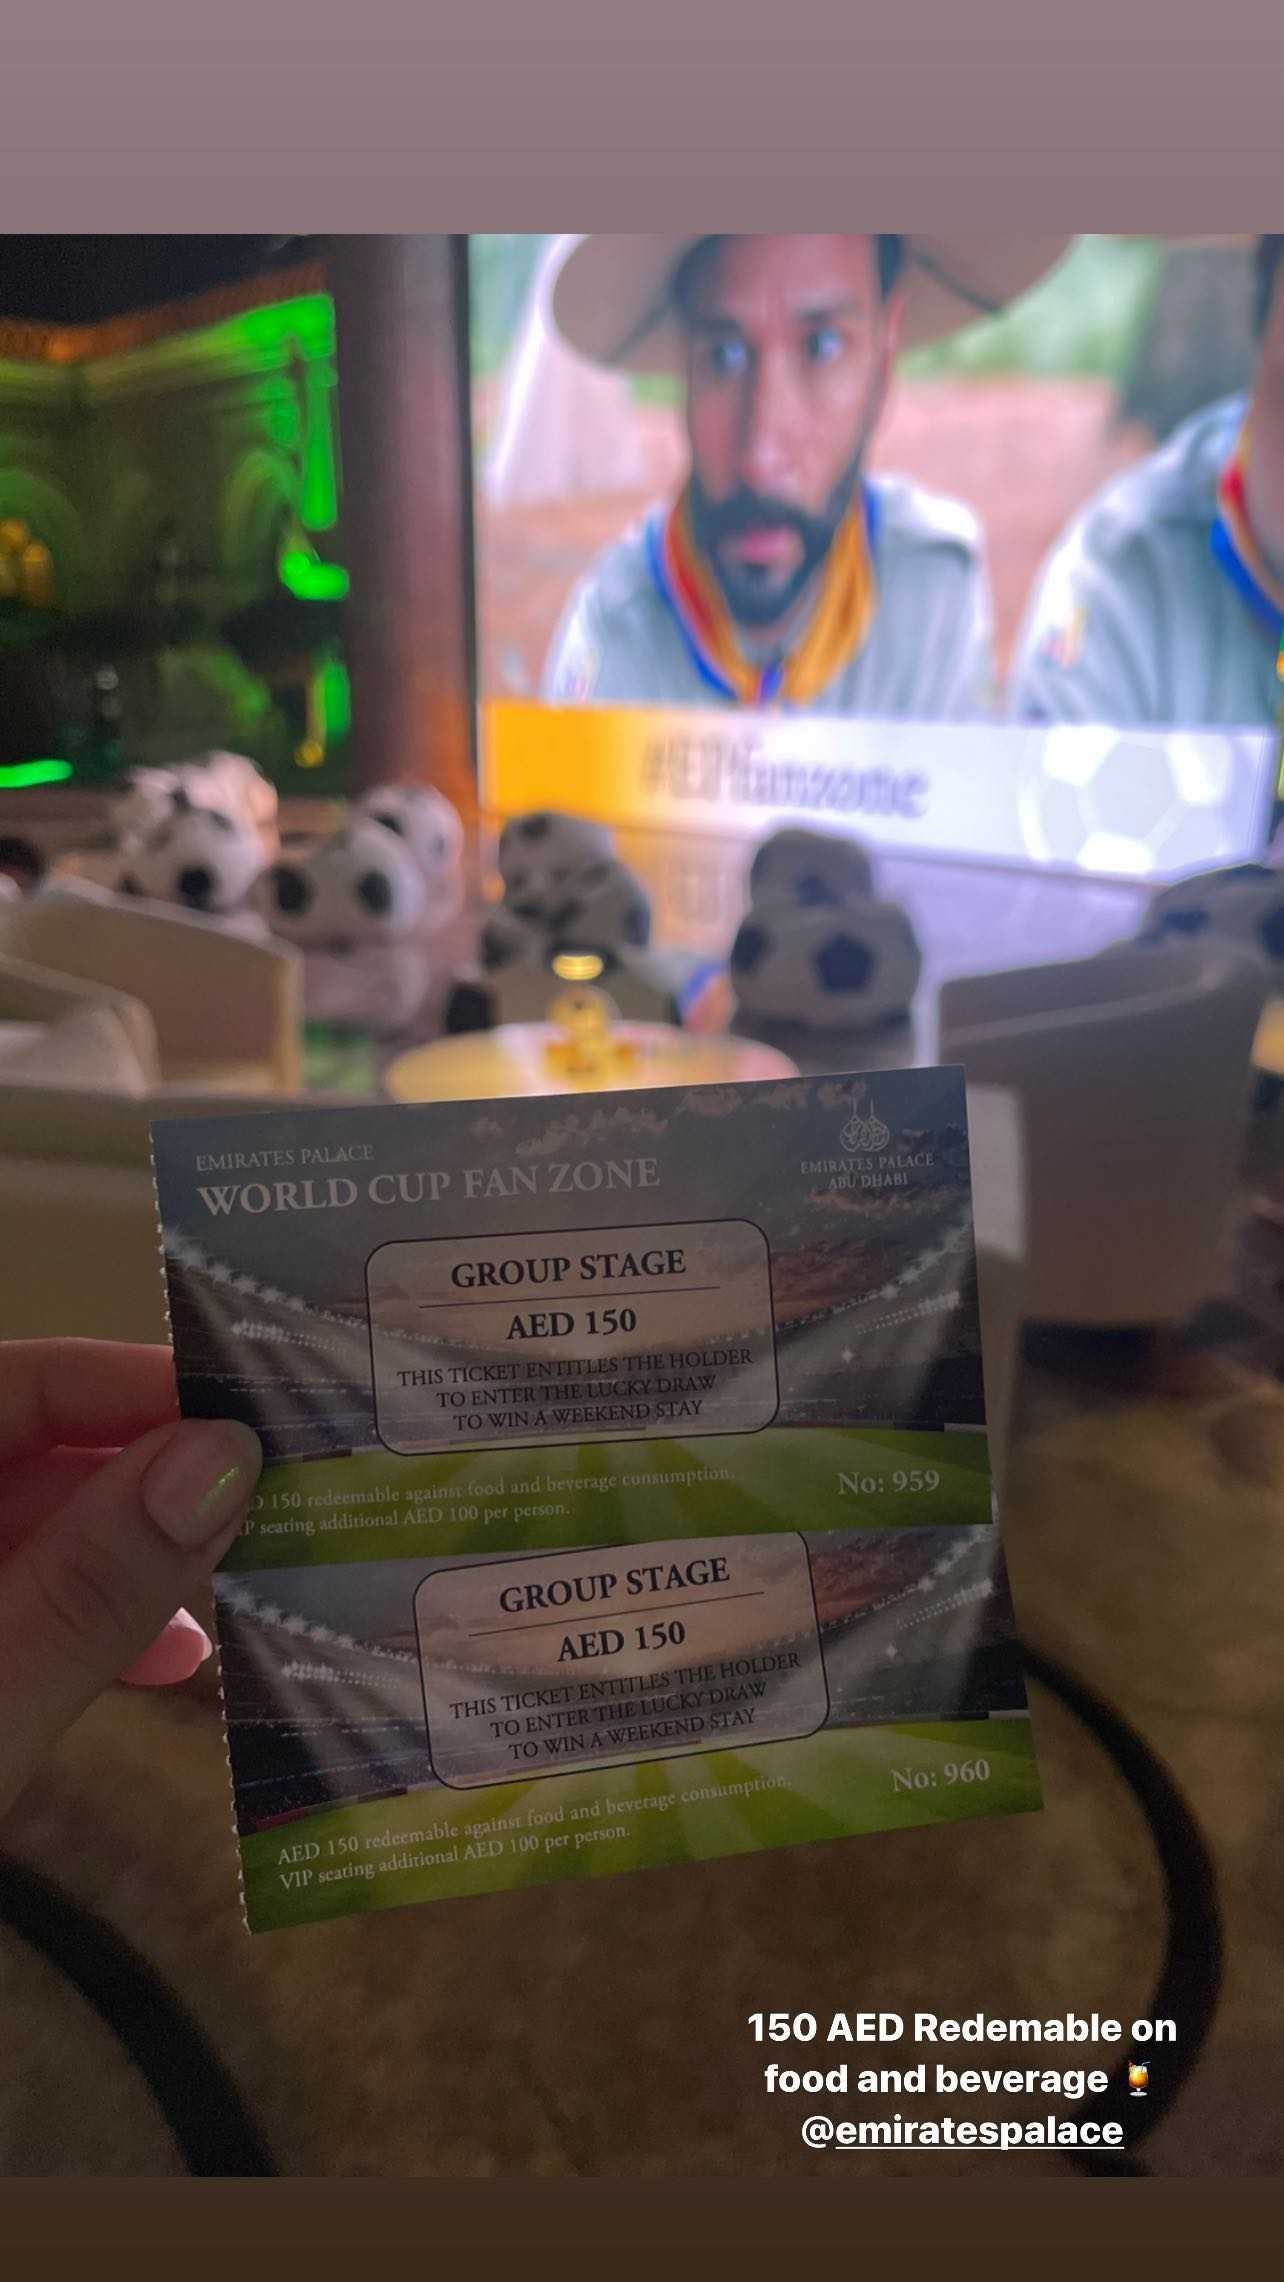 #EPfanzone
EMIRATES PALACE
WORLD CUP FAN ZONE
EMIRATES PALACE
ABU DHABI
GROUP STAGE
AED 150
THIS TICKET ENTITLES THE HOLDER
TO ENTER THE LUCKY DRAW
TO WIN A WEEKEND STAY
150 redeemable against food and beverage consumption.
seating additional AED 100 per person.
No: 959
GROUP STAGE
AED 150
THIS TICKET ENTITLES THE HOLDER
TO ENTER THE LUCKY DRAW
TO WIN A WEEKEND STAY
AED 150 redeemable against food and beverage consumption.
VIP seating additional AED 100 per person.
No: 960
150 AED Redemable on
food and beverage 🍹
@emiratespalace